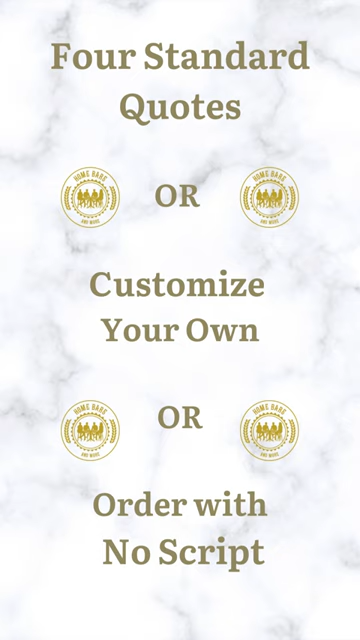 Four Standard
Quotes
HOME BARS
AND MORE
OR
HOME BARS
AND MORE
Customize
Your Own
HOME BARS
AND MORE
OR
HOME BARS
AND MORE
Order with
No Script